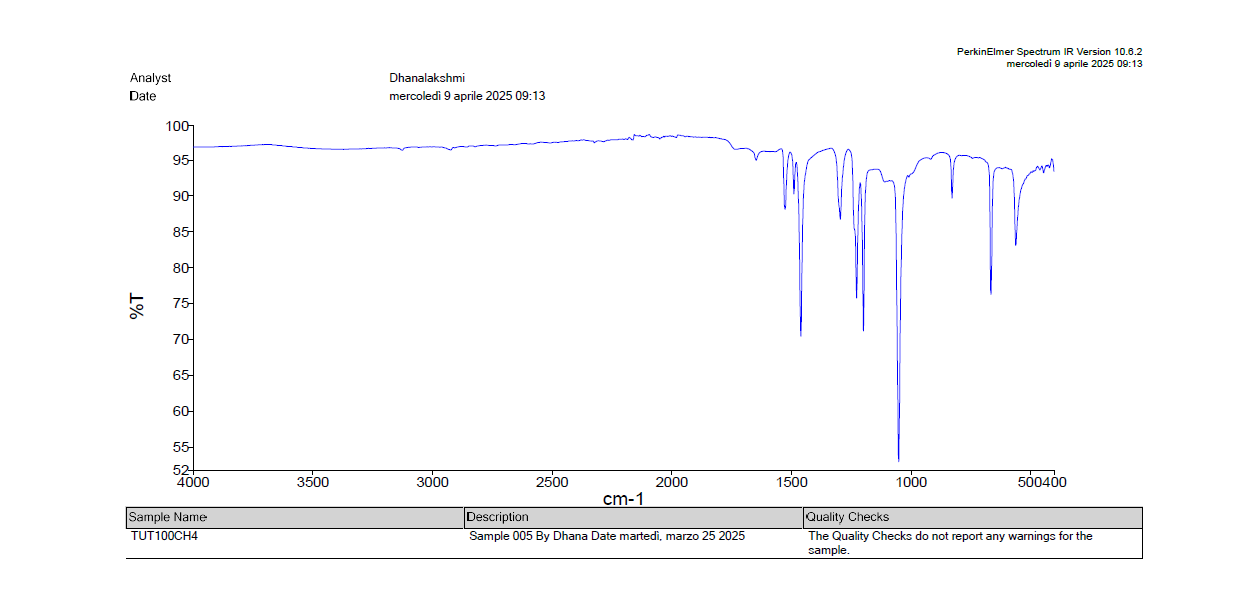 PerkinElmer Spectrum IR Version 10.6.2
mercoledì 9 aprile 2025 09:13
Analyst Dhanalakshmi
Date mercoledì 9 aprile 2025 09:13
100
95
90
85
80
75
70
65
60
55
52
%T
4000 3500 3000 2500 2000 1500 1000 500 400
cm-1
Sample Name Description Quality Checks
TUT100CH4 Sample 005 By Dhana Date martedì, marzo 25 2025 The Quality Checks do not report any warnings for the
sample.